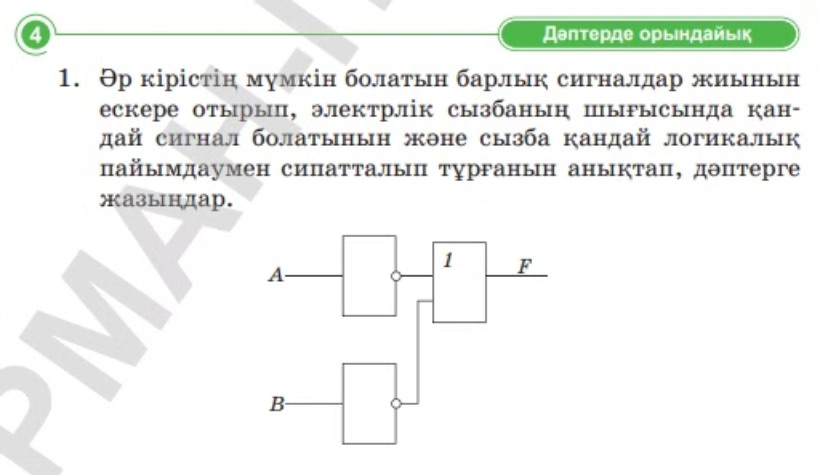 4
Дәптерде орындайық
1. Әр кірістің мүмкін болатын барлық сигналдар жиынын
ескере отырып, электрлік сызбаның шығысында қан-
дай сигнал болатынын және сызба қандай логикалық
пайымдаумен сипатталып тұрғанын анықтап, дәптерге
жазыңдар.
A
1
F
B